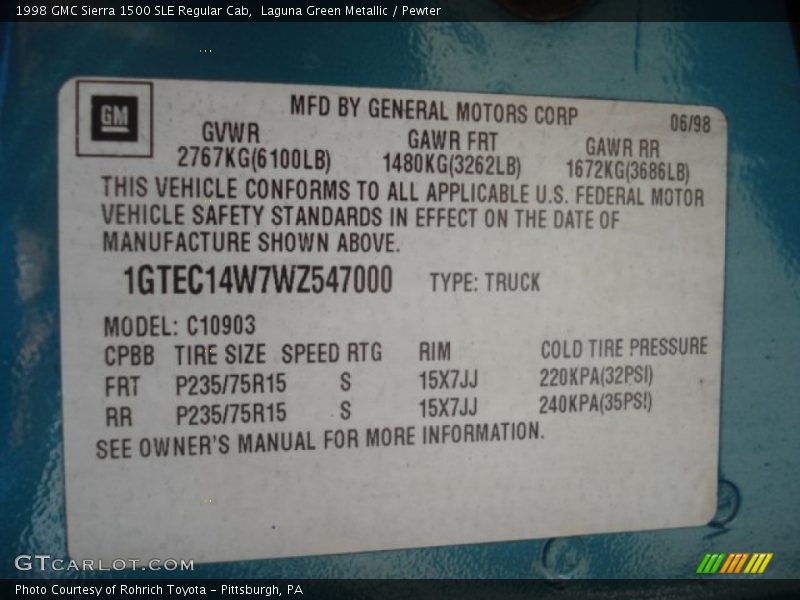 1998 GMC Sierra 1500 SLE Regular Cab,  Laguna Green Metallic / Pewter
GM
MFD BY GENERAL MOTORS CORP 06/98
GVWR GAWR FRT GAWR RR
2767KG(6100LB) 1480KG(3262LB) 1672KG(3686LB)
THIS VEHICLE CONFORMS TO ALL APPLICABLE U.S. FEDERAL MOTOR
VEHICLE SAFETY STANDARDS IN EFFECT ON THE DATE OF
MANUFACTURE SHOWN ABOVE.
1GTEC14W7WZ547000 TYPE: TRUCK
MODEL: C10903
CPBB TIRE SIZE SPEED RTG RIM COLD TIRE PRESSURE
FRT P235/75R15 S 15X7JJ 220KPA(32PSI)
RR P235/75R15 S 15X7JJ 240KPA(35PSI)
SEE OWNER'S MANUAL FOR MORE INFORMATION.
GTCARLOT.COM
Photo Courtesy of Rohrich Toyota - Pittsburgh, PA